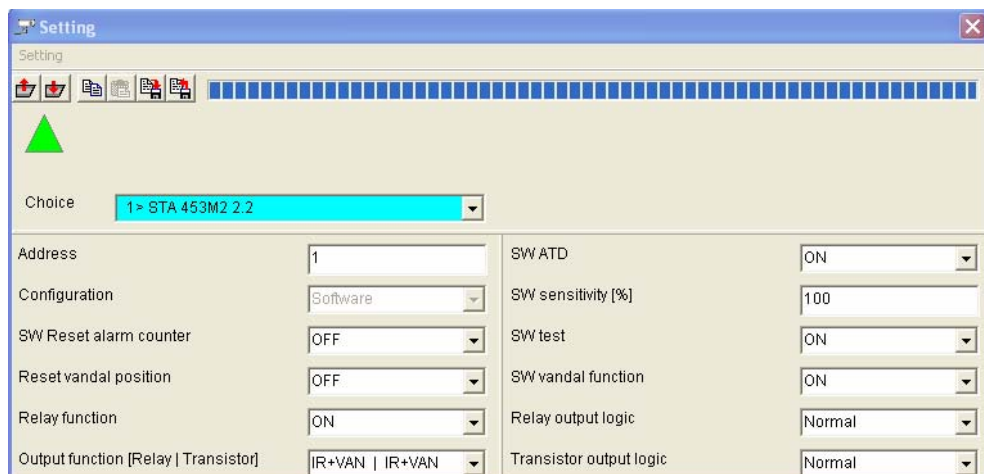 Setting
Setting
Choice
1> STA 453M2 2.2
Address
1
SW ATD
ON
Configuration
Software
SW sensitivity [%]
100
SW Reset alarm counter
OFF
SW test
ON
Reset vandal position
OFF
SW vandal function
ON
Relay function
ON
Relay output logic
Normal
Output function [Relay | Transistor]
IR+VAN | IR+VAN
Transistor output logic
Normal